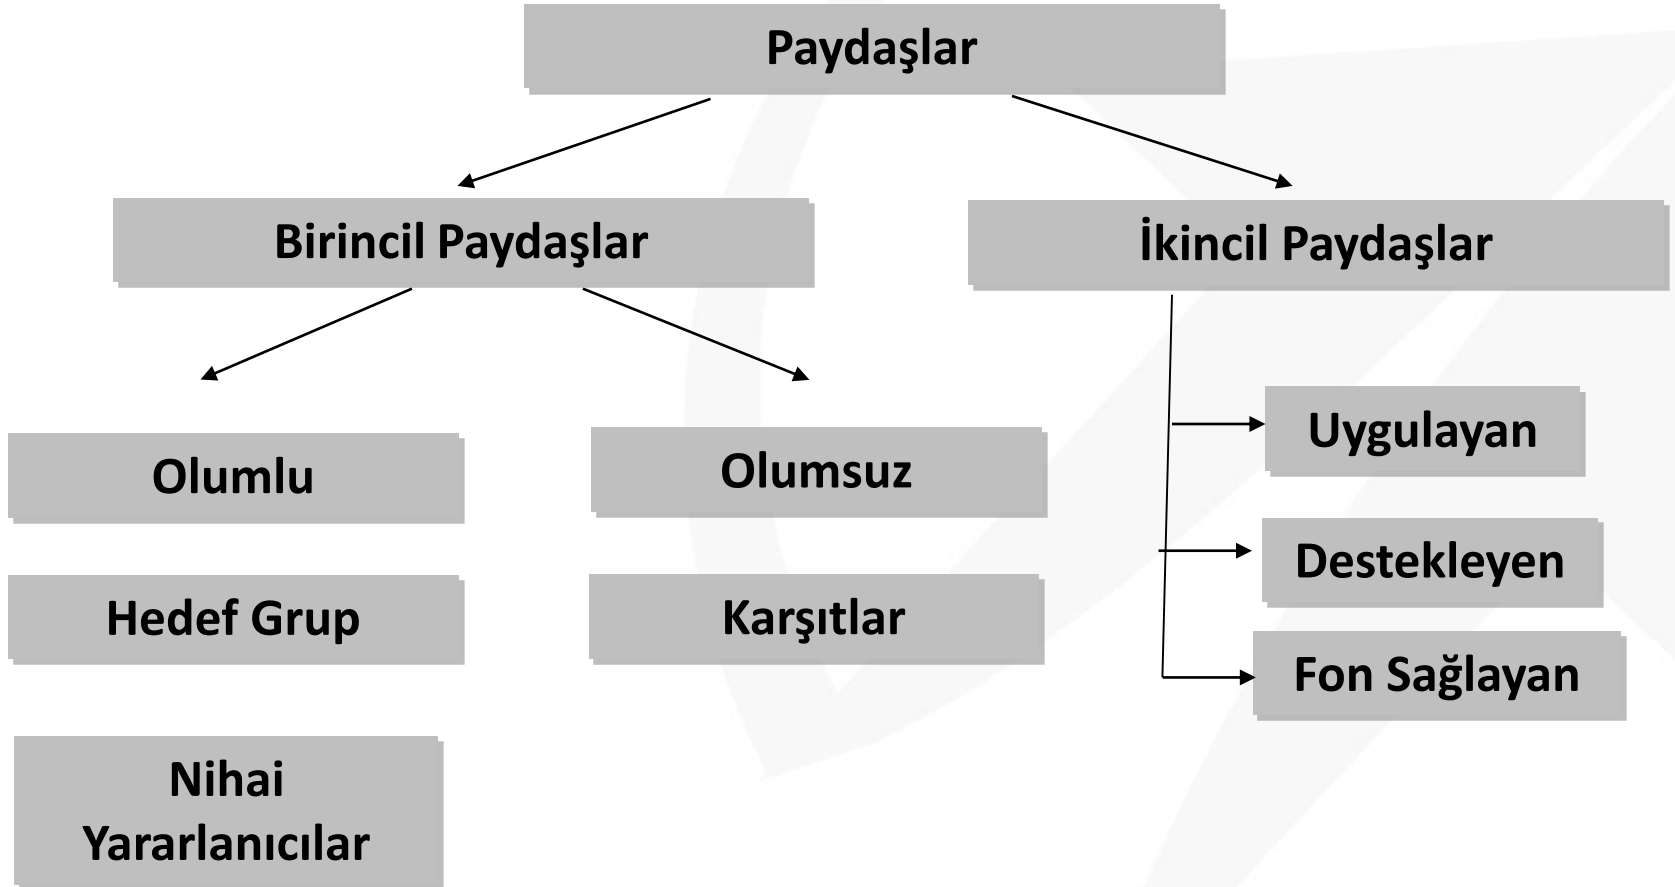 Paydaşlar
Birincil Paydaşlar
İkincil Paydaşlar
Olumlu
Olumsuz
Uygulayan
Hedef Grup
Karşıtlar
Destekleyen
Fon Sağlayan
Nihai
Yararlanıcılar